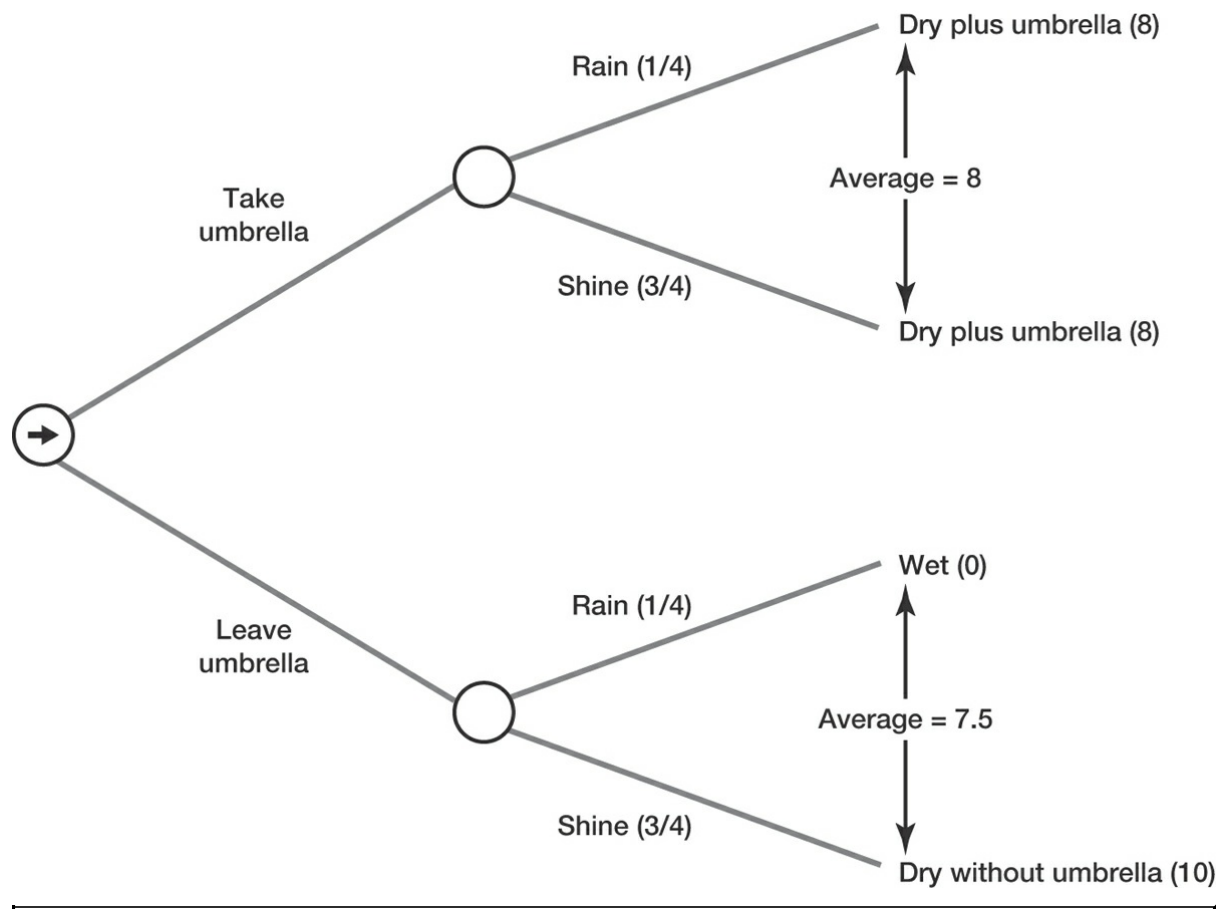 Dry plus umbrella (8)
Rain (1/4)
Take
umbrella
Average = 8
Shine (3/4)
Dry plus umbrella (8)
Wet (0)
Rain (1/4)
Leave
umbrella
Average = 7.5
Shine (3/4)
Dry without umbrella (10)